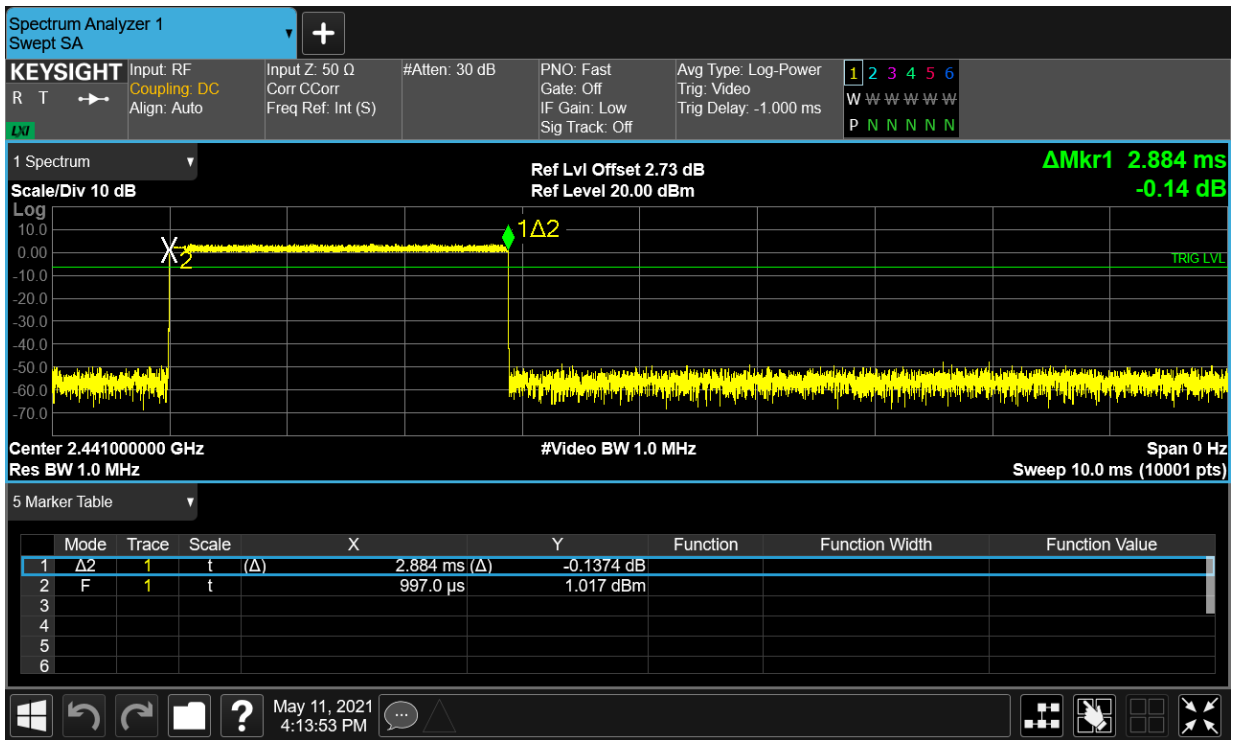 Spectrum Analyzer 1
Swept SA
KEYSIGHT Input: RF Input Z: 50 Ω #Atten: 30 dB PNO: Fast Avg Type: Log-Power 1 2 3 4 5 6
R T Coupling: DC Corr CCorr Gate: Off Trig: Video W W W W W W
Align: Auto Freq Ref: Int (S) IF Gain: Low Trig Delay: -1.000 ms P N N N N N
LXI Sig Track: Off
1 Spectrum
Ref Lvl Offset 2.73 dB ΔMkr1 2.884 ms
Scale/Div 10 dB Ref Level 20.00 dBm -0.14 dB
Log
10.0 1Δ2
0.00 2 TRIG LVL
-10.0
-20.0
-30.0
-40.0
-50.0
-60.0
-70.0
Center 2.441000000 GHz #Video BW 1.0 MHz Span 0 Hz
Res BW 1.0 MHz Sweep 10.0 ms (10001 pts)
5 Marker Table
Mode Trace Scale X Y Function Function Width Function Value
1 Δ2 1 t (Δ) 2.884 ms (Δ) -0.1374 dB
2 F 1 t 997.0 µs 1.017 dBm
3
4
5
6
? May 11, 2021
4:13:53 PM